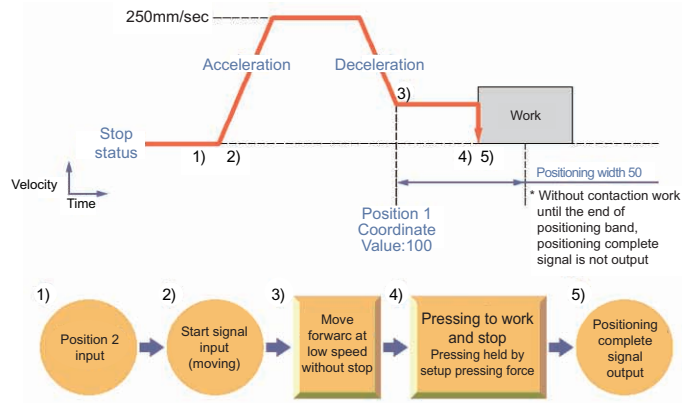 250mm/sec
Acceleration
Deceleration
3)
Work
Stop
status
1)
2)
4)
5)
Velocity
Time
Positioning width 50
* Without contaction work
until the end of
positioning band,
positioning complete
signal is not output
Position 1
Coordinate
Value:100
1)
2)
3)
4)
5)
Position 2
input
Start signal
input
(moving)
Move
forwarc at
low speed
without stop
Pressing to work
and stop
Pressing held by
setup pressing force
Positioning
complete
signal
output